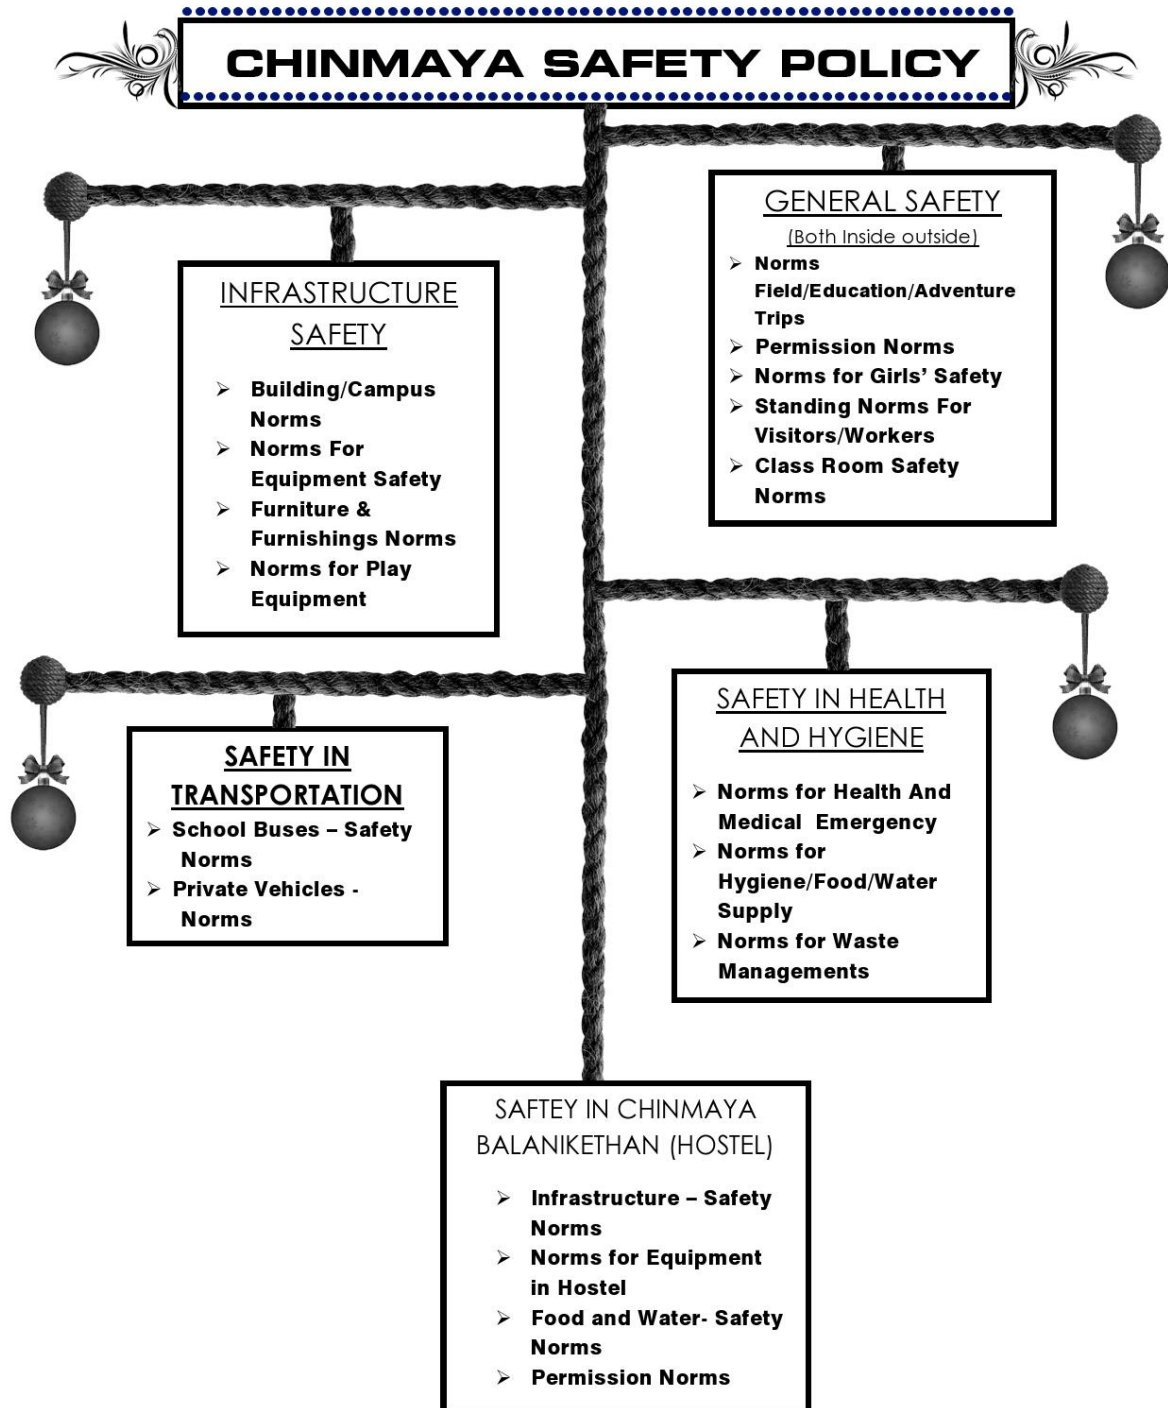 CHINMAYA SAFETY POLICY
GENERAL SAFETY
(Both Inside outside)
➢ Norms
Field/Education/Adventure
Trips
➢ Permission Norms
➢ Norms for Girls’ Safety
➢ Standing Norms For
Visitors/Workers
➢ Class Room Safety
Norms
INFRASTRUCTURE
SAFETY
➢ Building/Campus
Norms
➢ Norms For
Equipment Safety
➢ Furniture &
Furnishings Norms
➢ Norms for Play
Equipment
SAFETY IN HEALTH
AND HYGIENE
➢ Norms for Health And
Medical Emergency
➢ Norms for
Hygiene/Food/Water
Supply
➢ Norms for Waste
Managements
SAFETY IN
TRANSPORTATION
➢ School Buses – Safety
Norms
➢ Private Vehicles -
Norms
SAFTEY IN CHINMAYA
BALANIKETHAN (HOSTEL)
➢ Infrastructure – Safety
Norms
➢ Norms for Equipment
in Hostel
➢ Food and Water- Safety
Norms
➢ Permission Norms